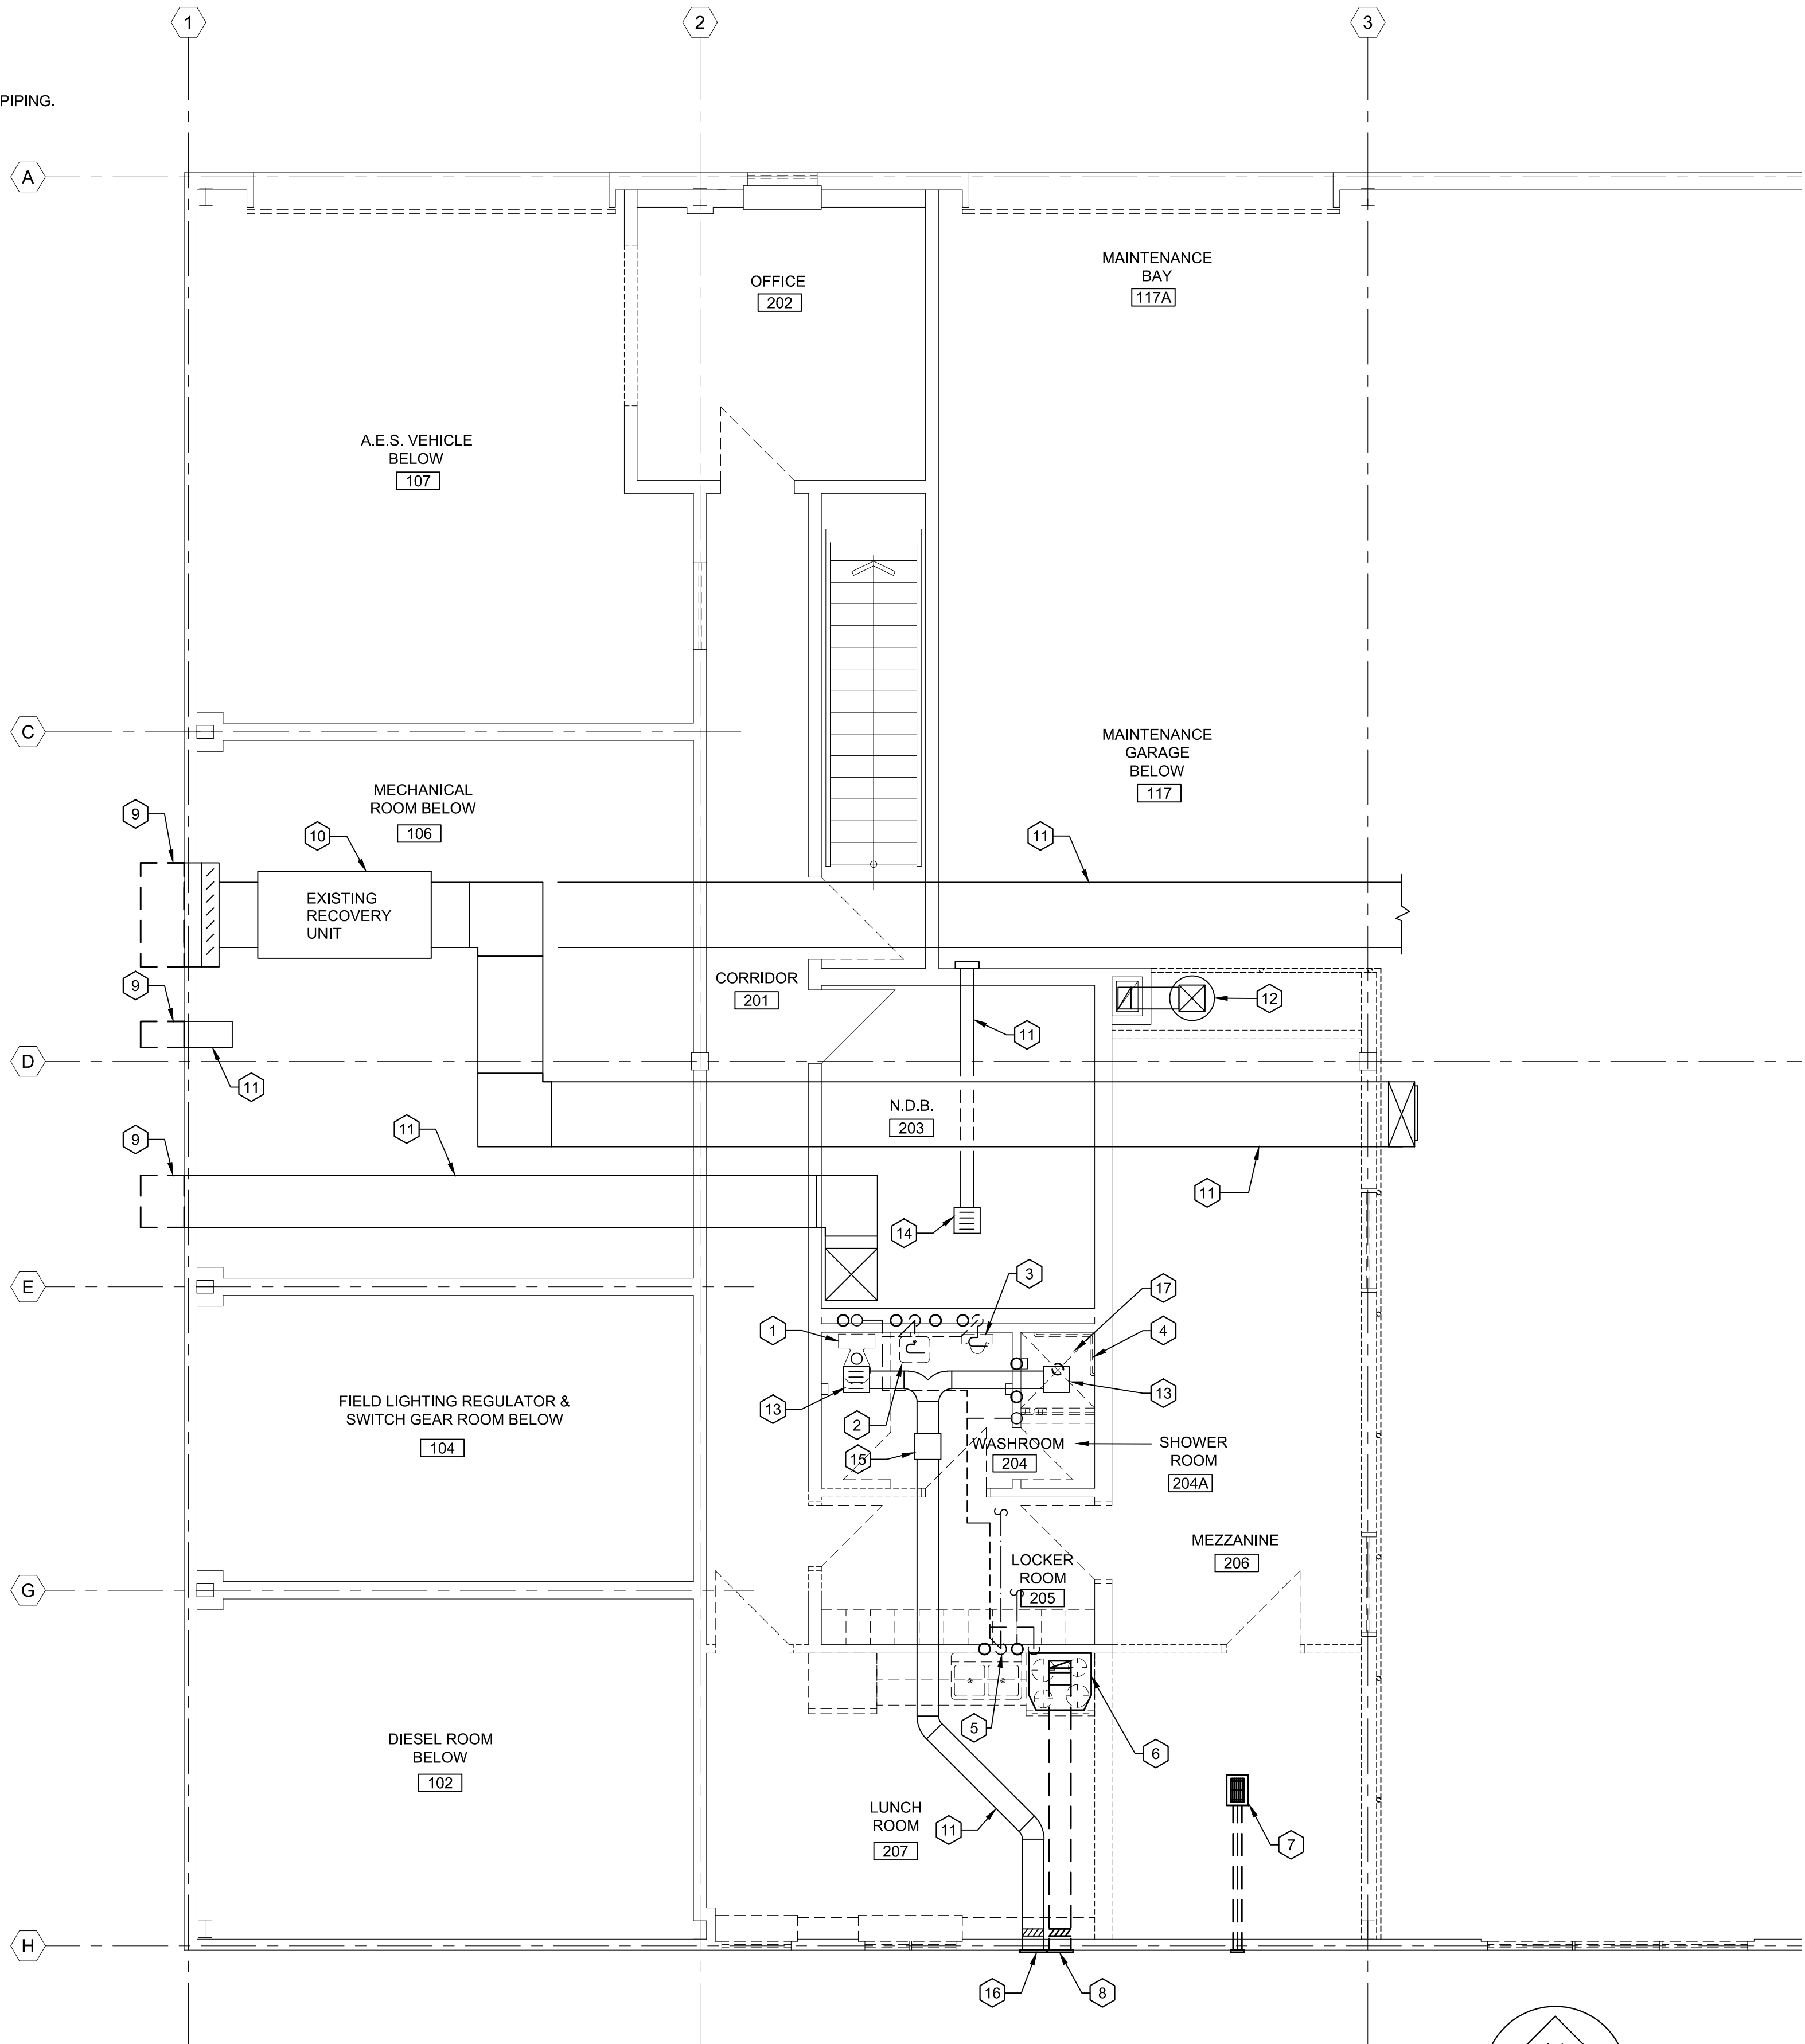 1
2
3
PIPING.
A
MAINTENANCE
BAY
117A
OFFICE
202
A.E.S. VEHICLE
BELOW
107
C
MAINTENANCE
GARAGE
BELOW
117
MECHANICAL
ROOM BELOW
106
9
10
11
EXISTING
RECOVERY
UNIT
CORRIDOR
201
9
12
11
D
11
N.D.B.
203
9
11
11
14
E
3
17
1
4
13
13
2
FIELD LIGHTING REGULATOR &
SWITCH GEAR ROOM BELOW
104
15
WASHROOM
204
SHOWER
ROOM
204A
MEZZANINE
206
LOCKER
ROOM
205
G
5
6
DIESEL ROOM
BELOW
102
LUNCH
ROOM
207
11
7
H
16
8